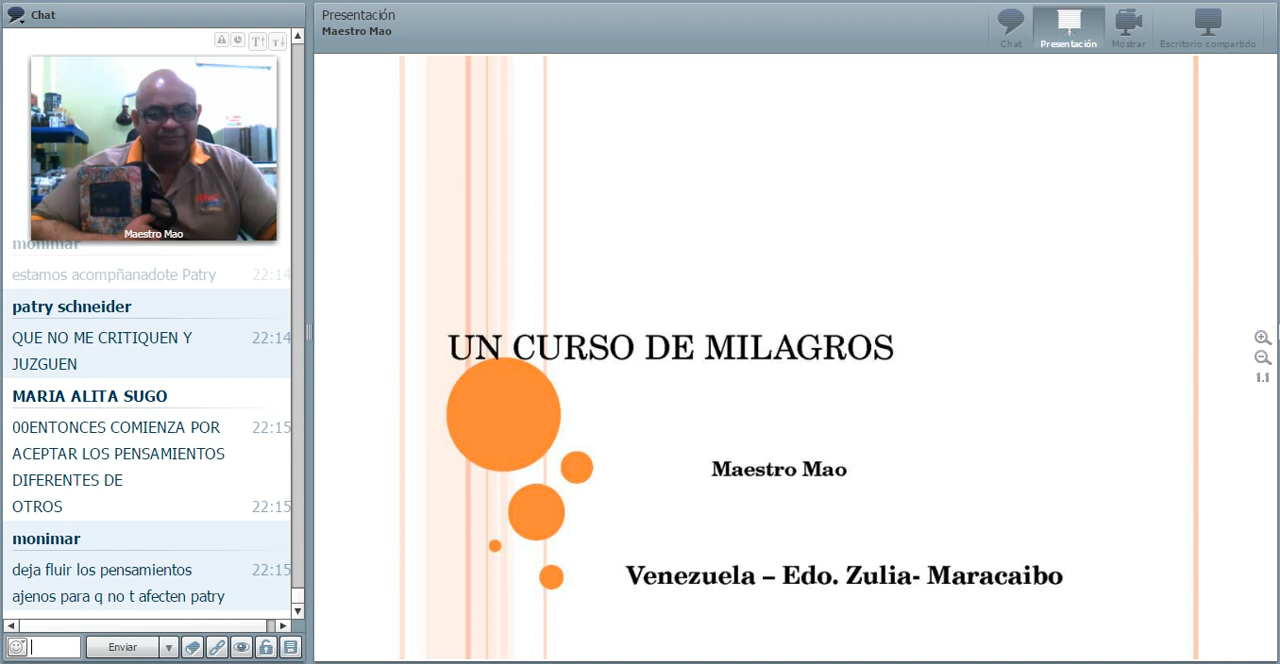 Chat
T↑ T↓
Maestro Mao
monimar
estamos acompñanadote Patry 22:14
patry schneider
QUE NO ME CRITIQUEN Y 22:14
JUZGUEN
MARIA ALITA SUGO
00ENTONCES COMIENZA POR 22:15
ACEPTAR LOS PENSAMIENTOS
DIFERENTES DE
OTROS 22:15
monimar
deja fluir los pensamientos 22:15
ajenos para q no t afecten patry
Enviar
Presentación
Maestro Mao
Chat
Presentación
Mostrar
Escritorio compartido
UN CURSO DE MILAGROS
Maestro Mao
Venezuela – Edo. Zulia- Maracaibo
1.1